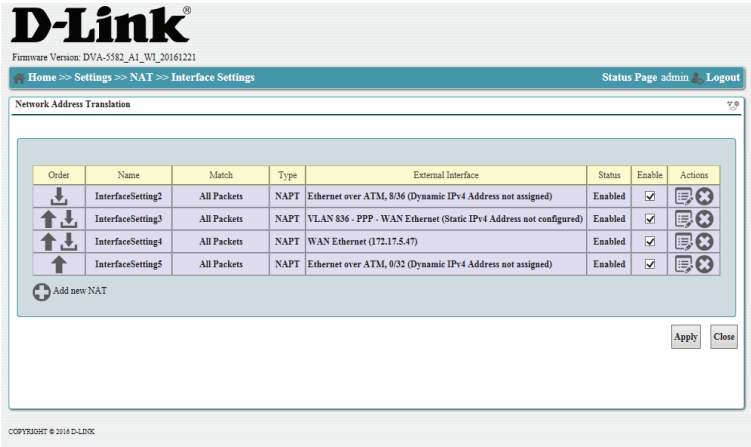 D-Link®
Firmware Version: DVA-5582_A1_WI_20161221
Home >> Settings >> NAT >> Interface Settings Status Page admin Logout
Network Address Translation
Order Name Match Type External Interface Status Enable Actions
InterfaceSetting2 All Packets NAPT Ethernet over ATM, 8/36 (Dynamic IPv4 Address not assigned) Enabled
InterfaceSetting3 All Packets NAPT VLAN 836 - PPP - WAN Ethernet (Static IPv4 Address not configured) Enabled
InterfaceSetting4 All Packets NAPT WAN Ethernet (172.17.5.47) Enabled
InterfaceSetting5 All Packets NAPT Ethernet over ATM, 0/32 (Dynamic IPv4 Address not assigned) Enabled
Add new NAT
Apply Close
COPYRIGHT © 2016 D-LINK